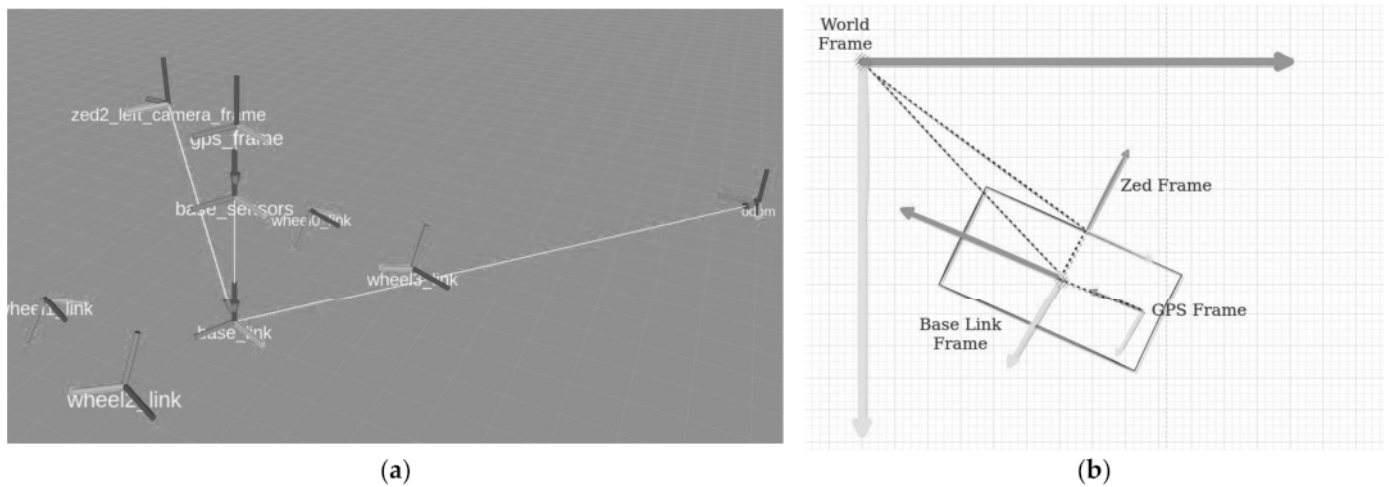 zed2_left_camera_frame
gps_frame
base_sensors
wheel0_link
odom
wheel3_link
wheel1_link
base_link
wheel2_link
World
Frame
Zed Frame
GPS Frame
Base Link
Frame
(a)
(b)